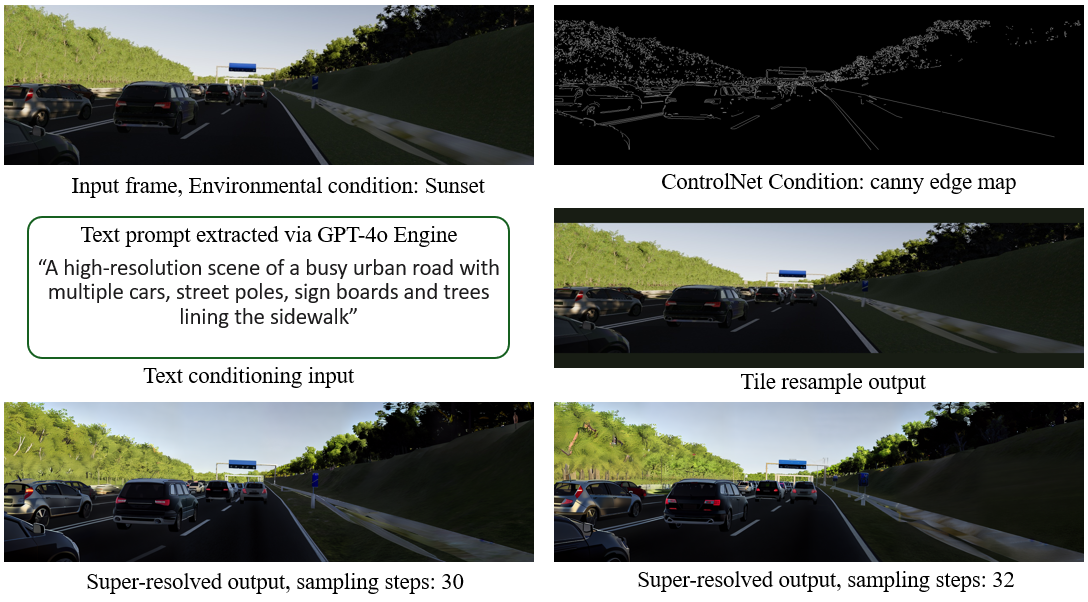 Input frame, Environmental condition: Sunset
ControlNet Condition: canny edge map
Text prompt extracted via GPT-4o Engine
“A high-resolution scene of a busy urban road with
multiple cars, street poles, sign boards and trees
lining the sidewalk”
Text conditioning input
Tile resample output
Super-resolved output, sampling steps: 30
Super-resolved output, sampling steps: 32